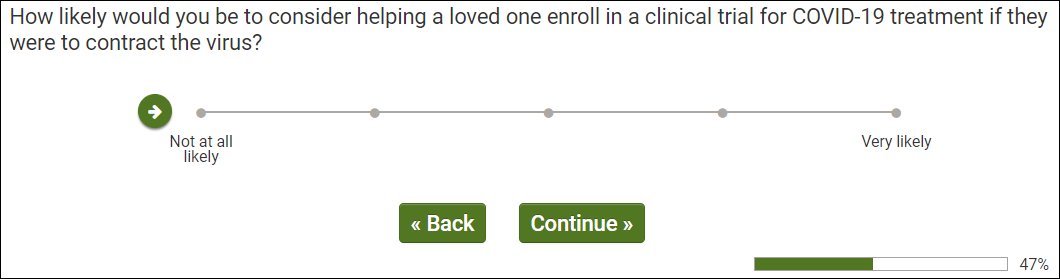 How likely would you be to consider helping a loved one enroll in a clinical trial for COVID-19 treatment if they
were to contract the virus?
Not at all
likely
Very likely
« Back
Continue »
47%